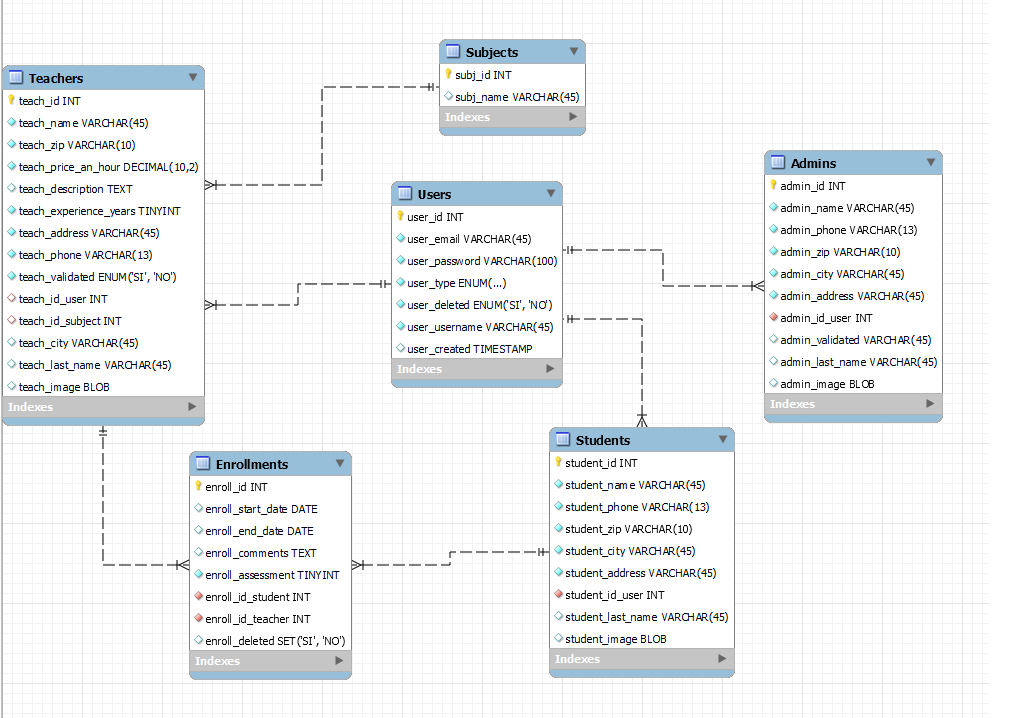 Subjects
subj_id INT
subj_name VARCHAR(45)
Indexes
Teachers
teach_id INT
teach_name VARCHAR(45)
teach_zip VARCHAR(10)
teach_price_an_hour DECIMAL(10,2)
teach_description TEXT
teach_experience_years TINYINT
teach_address VARCHAR(45)
teach_phone VARCHAR(13)
teach_validated ENUM('SI', 'NO')
teach_id_user INT
teach_id_subject INT
teach_city VARCHAR(45)
teach_last_name VARCHAR(45)
teach_image BLOB
Indexes
Users
user_id INT
user_email VARCHAR(45)
user_password VARCHAR(100)
user_type ENUM(...)
user_deleted ENUM('SI', 'NO')
user_username VARCHAR(45)
user_created TIMESTAMP
Indexes
Admins
admin_id INT
admin_name VARCHAR(45)
admin_phone VARCHAR(13)
admin_zip VARCHAR(10)
admin_city VARCHAR(45)
admin_address VARCHAR(45)
admin_id_user INT
admin_validated VARCHAR(45)
admin_last_name VARCHAR(45)
admin_image BLOB
Indexes
Enrollments
enroll_id INT
enroll_start_date DATE
enroll_end_date DATE
enroll_comments TEXT
enroll_assessment TINYINT
enroll_id_student INT
enroll_id_teacher INT
enroll_deleted SET('SI', 'NO')
Indexes
Students
student_id INT
student_name VARCHAR(45)
student_phone VARCHAR(13)
student_zip VARCHAR(10)
student_city VARCHAR(45)
student_address VARCHAR(45)
student_id_user INT
student_last_name VARCHAR(45)
student_image BLOB
Indexes